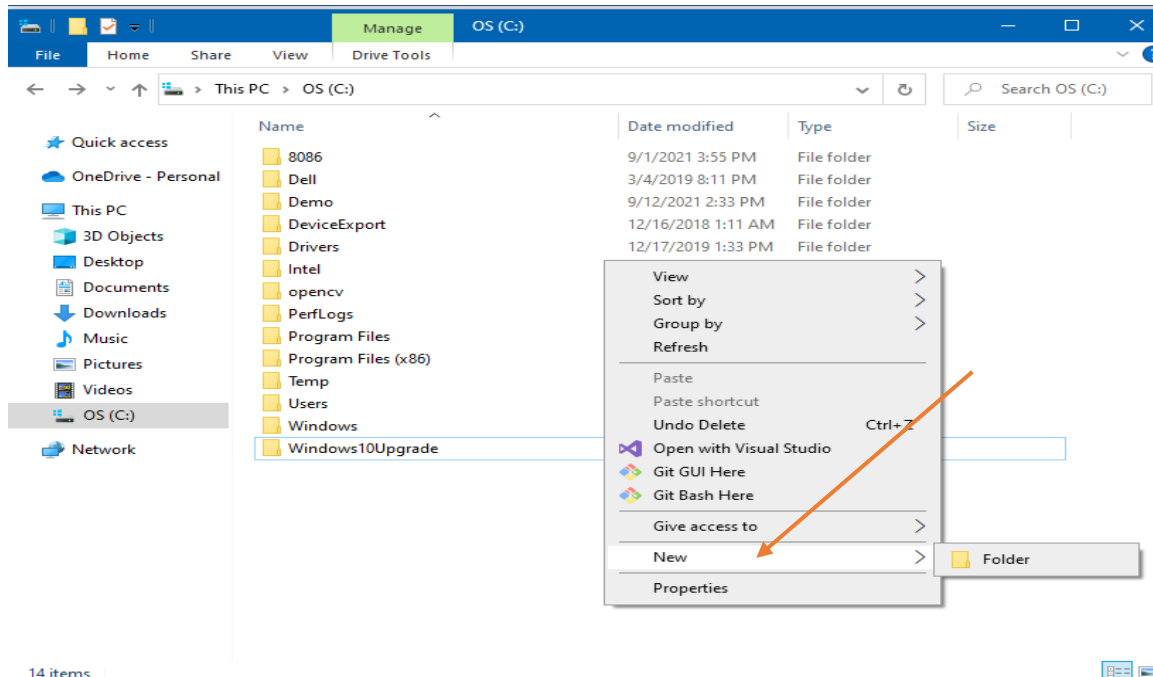 Manage OS (C:)
File Home Share View Drive Tools
This PC > OS (C:)
Search OS (C:)
Name Date modified Type Size
Quick access
OneDrive - Personal
This PC
3D Objects
Desktop
Documents
Downloads
Music
Pictures
Videos
OS (C:)
Network
8086 9/1/2021 3:55 PM File folder
Dell 3/4/2019 8:11 PM File folder
Demo 9/12/2021 2:33 PM File folder
DeviceExport 12/16/2018 1:11 AM File folder
Drivers 12/17/2019 1:33 PM File folder
Intel
opencv
PerfLogs
Program Files
Program Files (x86)
Temp
Users
Windows
Windows10Upgrade
View
Sort by
Group by
Refresh
Paste
Paste shortcut
Undo Delete Ctrl+Z
Open with Visual Studio
Git GUI Here
Git Bash Here
Give access to
New
Folder
Properties
14 items